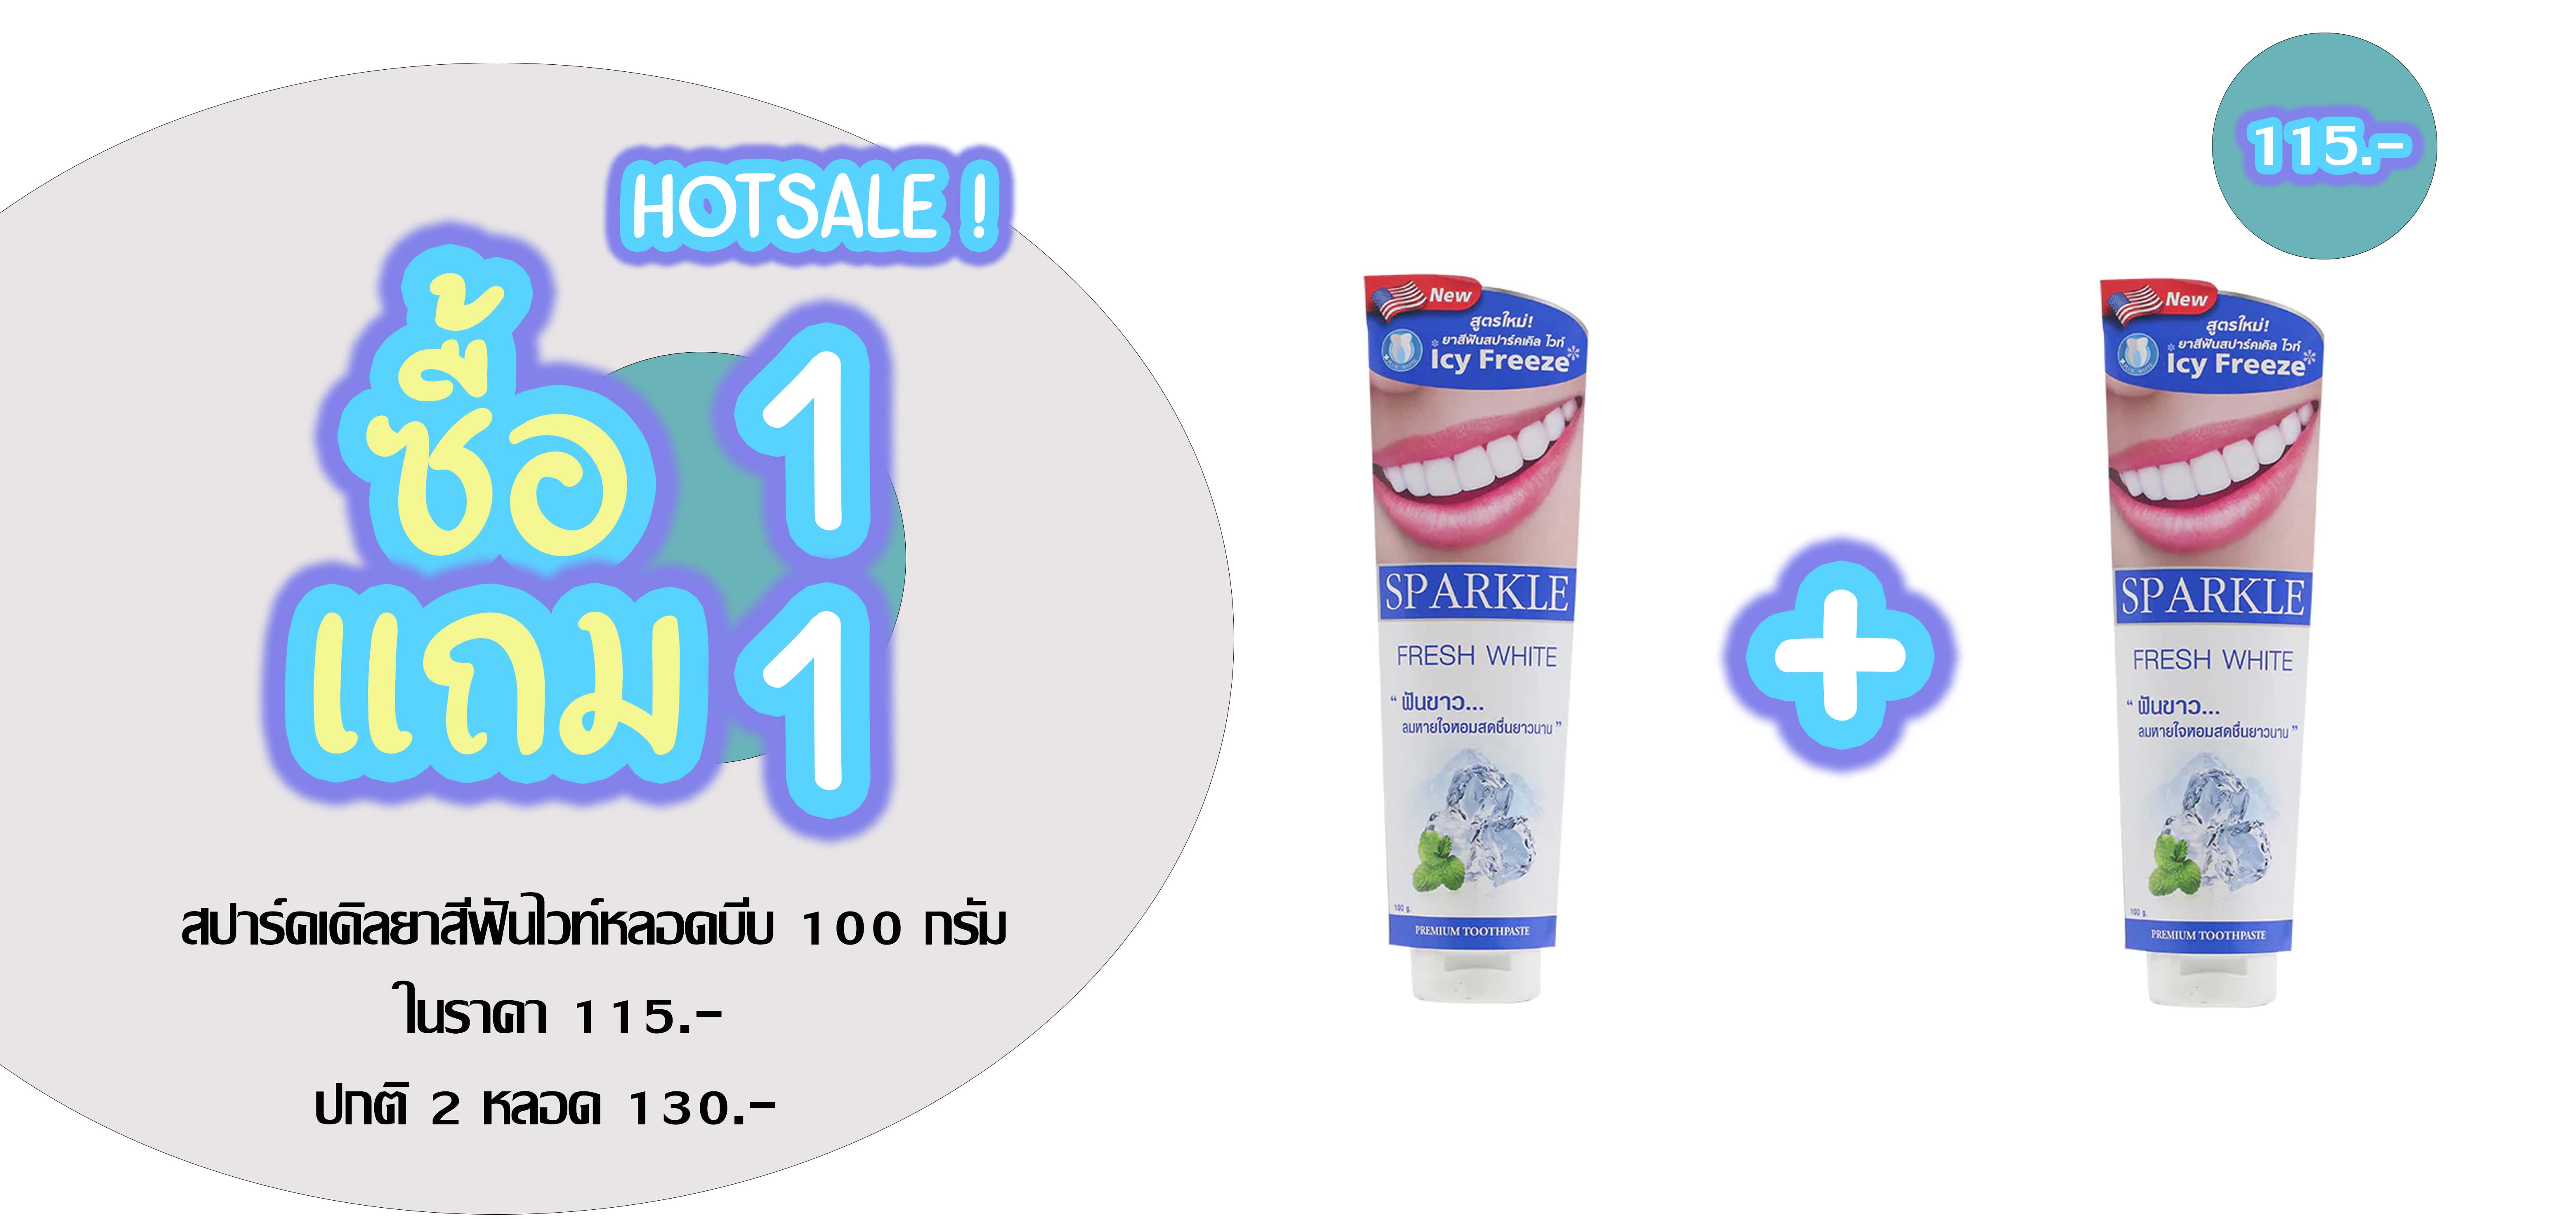 HOTSALE !
ซื้อ 1
แถม 1
สปาร์คเคิลยาสีฟันไวท์หลอดบีบ 100 กรัม
ในราคา 115.-
ปกติ 2 หลอด 130.-
115.-
New
สูตรใหม่!
ยาสีฟันสปาร์คเคิล ไวท์
Icy Freeze
SPARKLE
FRESH WHITE
“ ฟันขาว...
ลมหายใจหอมสดชื่นยาวนาน ”
100 g.
PREMIUM TOOTHPASTE
+
New
สูตรใหม่!
ยาสีฟันสปาร์คเคิล ไวท์
Icy Freeze
SPARKLE
FRESH WHITE
“ ฟันขาว...
ลมหายใจหอมสดชื่นยาวนาน ”
100 g.
PREMIUM TOOTHPASTE